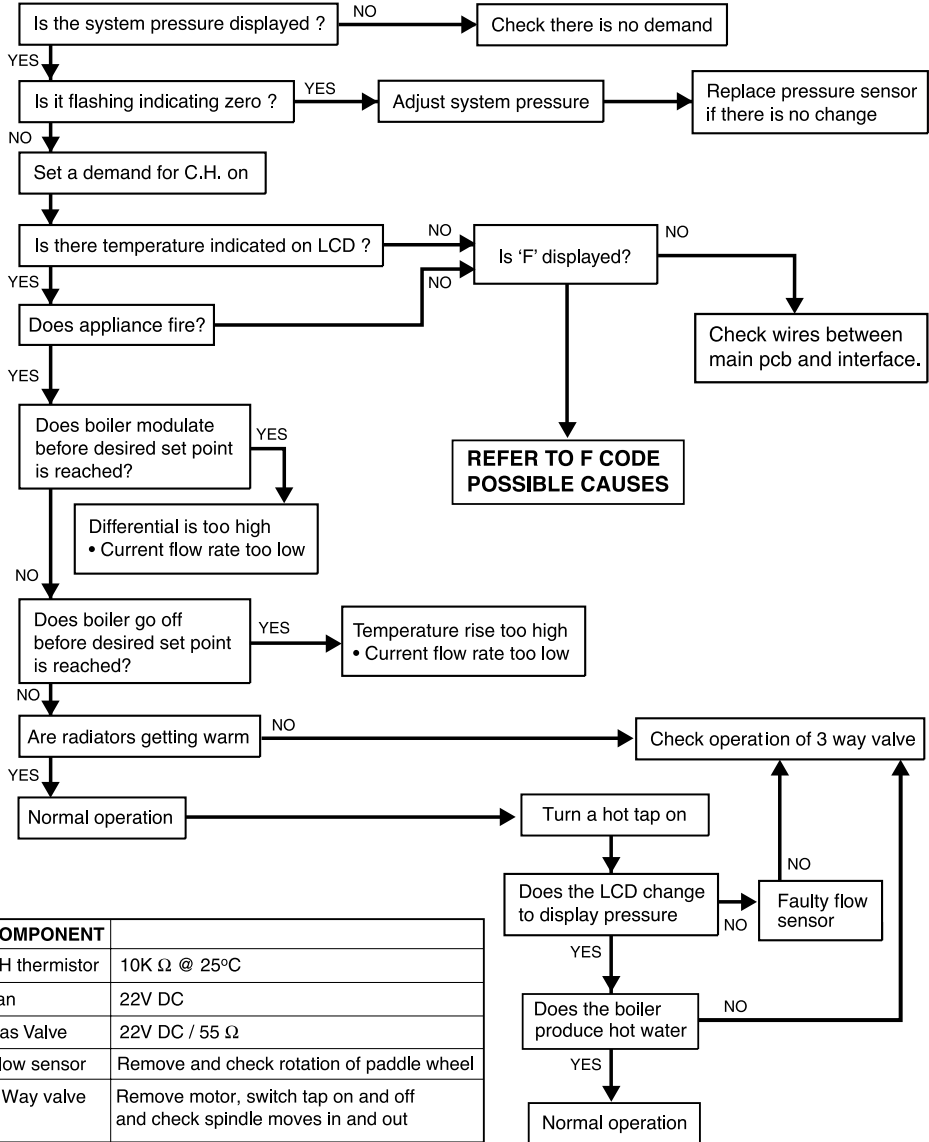 Is the system pressure displayed ?
NO
Check there is no demand
YES
Is it flashing indicating zero ?
YES
Adjust system pressure
Replace pressure sensor
if there is no change
NO
Set a demand for C.H. on
Is there temperature indicated on LCD ?
NO
Is ‘F’ displayed?
NO
YES
NO
Does appliance fire?
Check wires between
main pcb and interface.
YES
Does boiler modulate
before desired set point
is reached?
YES
REFER TO F CODE
POSSIBLE CAUSES
Differential is too high
• Current flow rate too low
NO
Does boiler go off
before desired set point
is reached?
YES
Temperature rise too high
• Current flow rate too low
NO
Are radiators getting warm
NO
Check operation of 3 way valve
YES
Normal operation
Turn a hot tap on
Does the LCD change
to display pressure
NO
Faulty flow
sensor
NO
YES
Does the boiler
produce hot water
NO
YES
Normal operation
OMPONENT
H thermistor 10K Ω @ 25ºC
an 22V DC
as Valve 22V DC / 55 Ω
low sensor Remove and check rotation of paddle wheel
Way valve Remove motor, switch tap on and off
and check spindle moves in and out